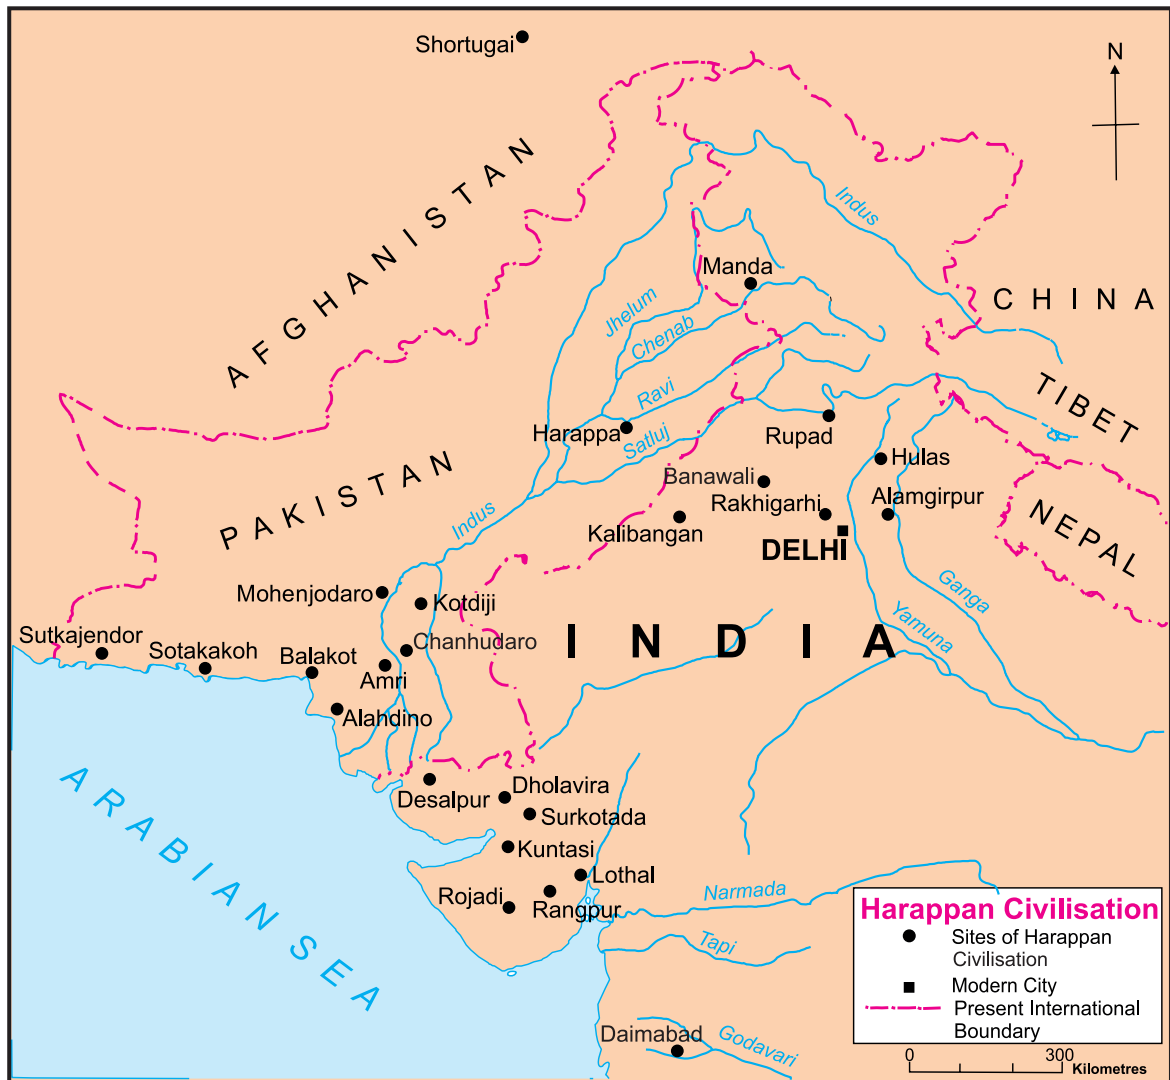 Shortugai
N
AFGHANISTAN
Indus
Manda
CHINA
Jhelum
Chenab
Ravi
TIBET
Harappa
Satluj
Rupad
Hulas
Banawali
Rakhigarhi
Alamgirpur
PAKISTAN
Indus
Kalibangan
DELHI
NEPAL
Mohenjodaro
Kotdiji
Ganga
Yamuna
Sutkajendor
Sotakakoh
Balakot
Chanhudaro
INDIA
Amri
Alahdino
Desalpur
Dholavira
Surkotada
ARABIAN SEA
Kuntasi
Lothal
Rojadi
Rangpur
Narmada
Tapi
Daimabad
Godavari
Harappan Civilisation
Sites of Harappan
Civilisation
Modern City
Present International
Boundary
0 300
Kilometres